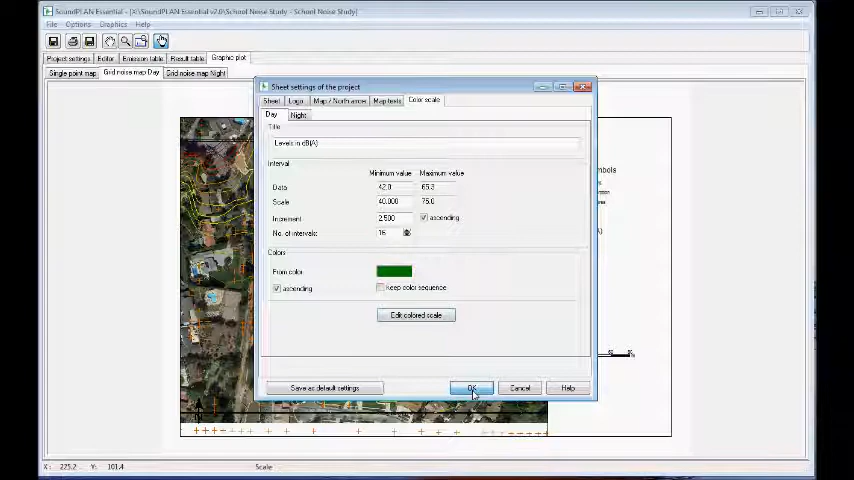 SoundPLAN Essential - [X:\SoundPLAN Essential v2.0\School Noise Study - School Noise Study]
File Options Graphics Help
Project settings Editor Emission table Result table Graphic plot
Single point map Grid noise map Day Grid noise map Night
Sheet settings of the project
Sheet Logo Map / North arrow Map texts Color scale
Day Night
Title
Levels in dB(A)
Interval
Minimum value Maximum value
Data 42.0 65.3
Scale 40.000 75.0
Increment 2.500 ascending
No. of intervals: 16
Colors
From color
ascending Keep color sequence
Edit colored scale
Save as default settings OK Cancel Help
X: 225.2 Y: 101.4 Scale